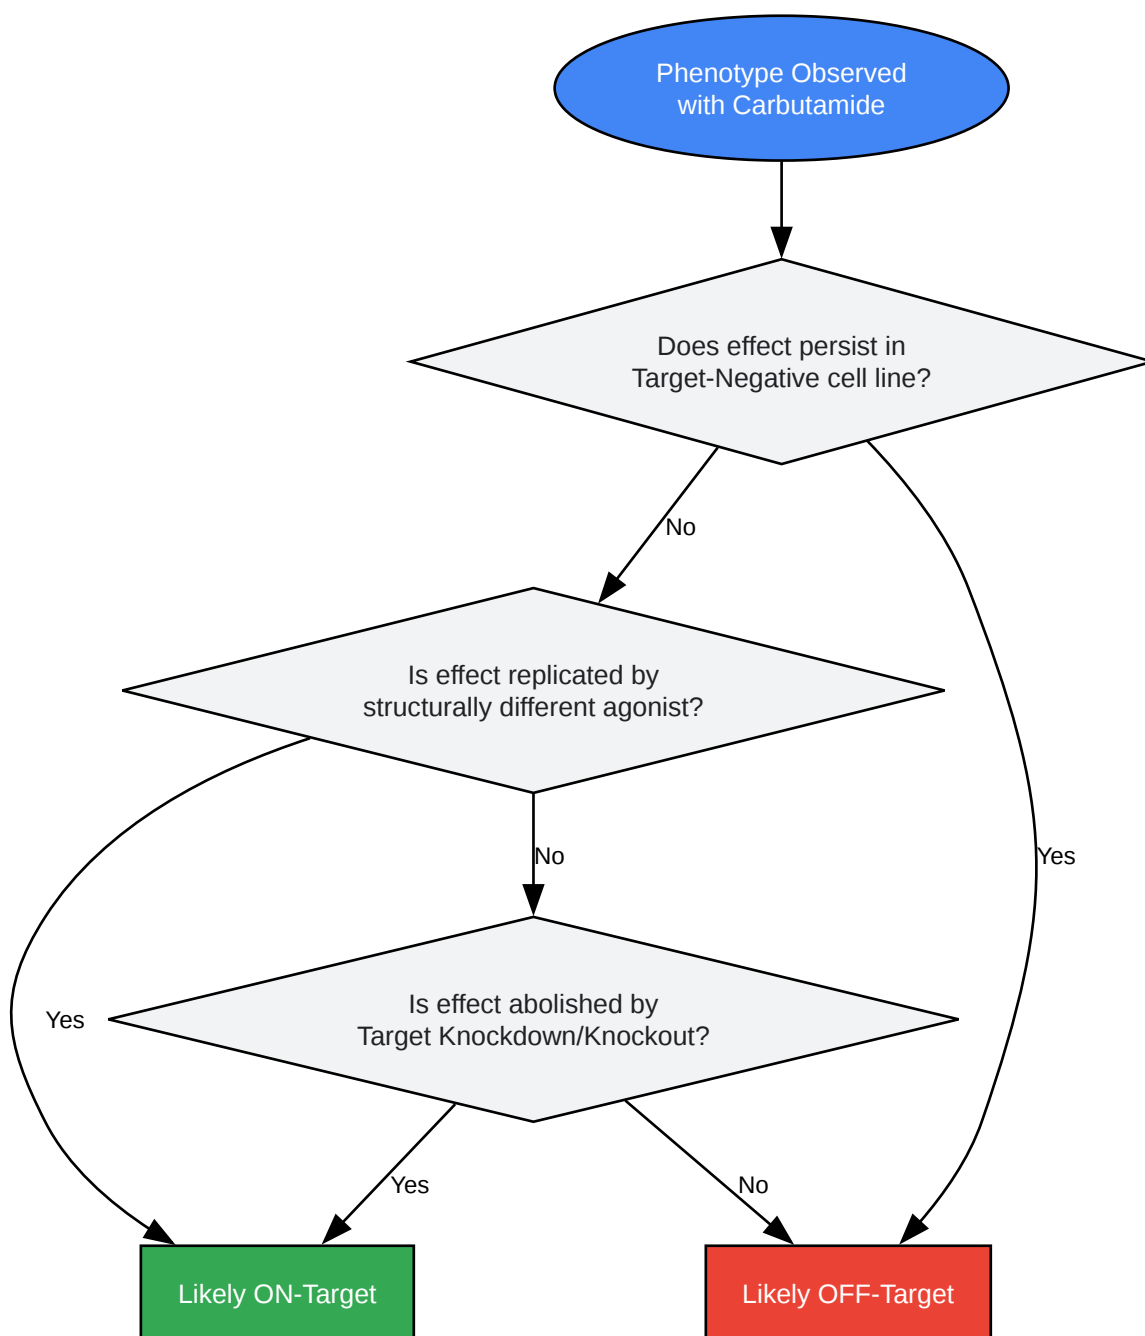 Phenotype Observed
with Carbutamide
Does effect persist in
Target-Negative cell line?
No
Is effect replicated by
structurally different agonist?
No
Yes
Yes
Is effect abolished by
Target Knockdown/Knockout?
Yes
No
Likely ON-Target
Likely OFF-Target